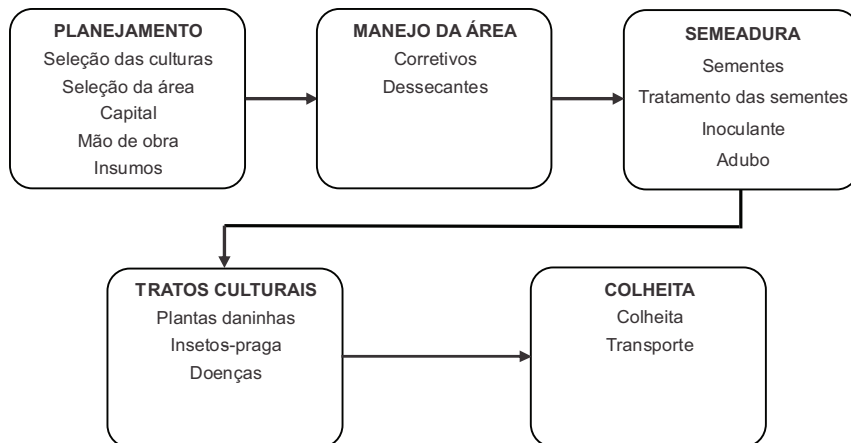 PLANEJAMENTO
Seleção das culturas
Seleção da área
Capital
Mão de obra
Insumos
MANEJO DA ÁREA
Corretivos
Dessecantes
SEMEADURA
Sementes
Tratamento das sementes
Inoculante
Adubo
TRATOS CULTURAIS
Plantas daninhas
Insetos-praga
Doenças
COLHEITA
Colheita
Transporte